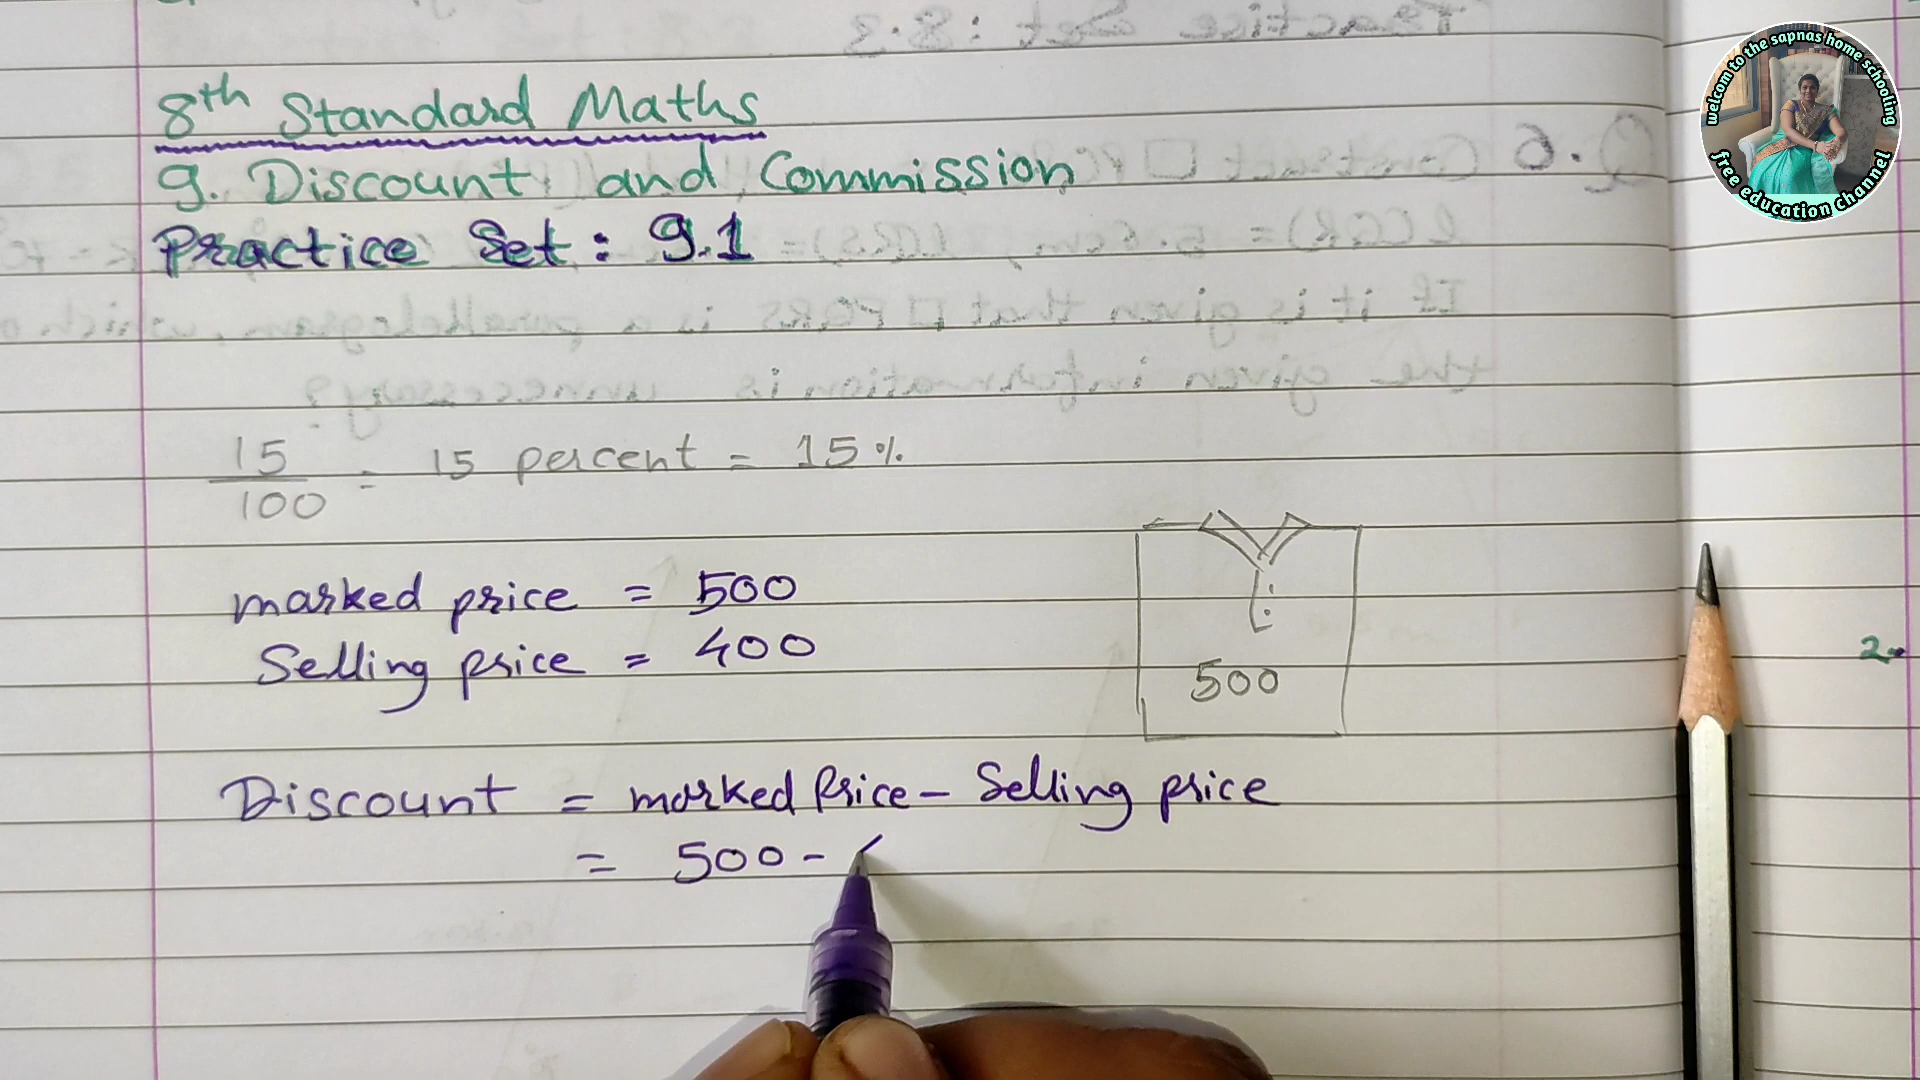 8th Standard Maths
9. Discount and Commission
Practice Set : 9.1
15/100 = 15 percent = 15%
marked price = 500
Selling price = 400
500
Discount = marked Price - Selling price
= 500 -
2.
welcom to the sapnas home schooling
free education channel